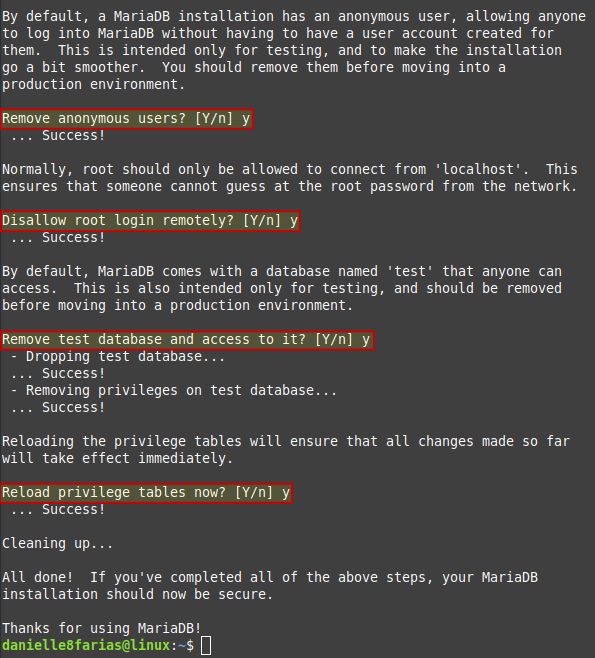 By default, a MariaDB installation has an anonymous user, allowing anyone
to log into MariaDB without having to have a user account created for
them.  This is intended only for testing, and to make the installation
go a bit smoother.  You should remove them before moving into a
production environment.
Remove anonymous users? [Y/n] y
 ... Success!
Normally, root should only be allowed to connect from 'localhost'.  This
ensures that someone cannot guess at the root password from the network.
Disallow root login remotely? [Y/n] y
 ... Success!
By default, MariaDB comes with a database named 'test' that anyone can
access.  This is also intended only for testing, and should be removed
before moving into a production environment.
Remove test database and access to it? [Y/n] y
 - Dropping test database...
 ... Success!
 - Removing privileges on test database...
 ... Success!
Reloading the privilege tables will ensure that all changes made so far
will take effect immediately.
Reload privilege tables now? [Y/n] y
 ... Success!
Cleaning up...
All done!  If you've completed all of the above steps, your MariaDB
installation should now be secure.
Thanks for using MariaDB!
danielle8farias@linux:~$